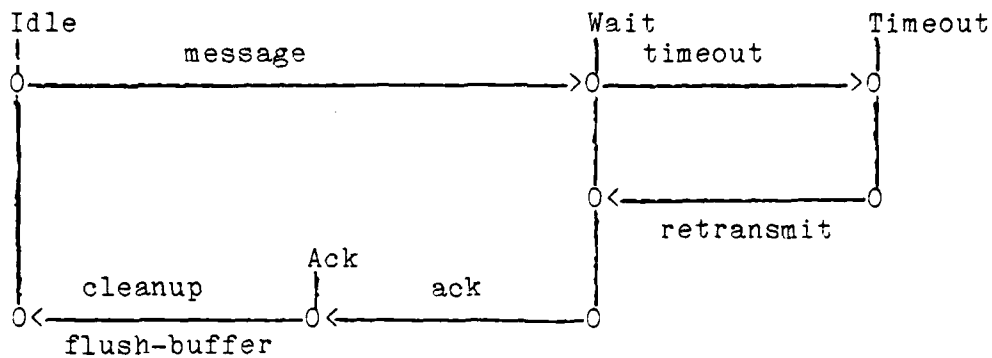 Idle Wait Timeout
message timeout
retransmit
Ack
cleanup ack
flush-buffer